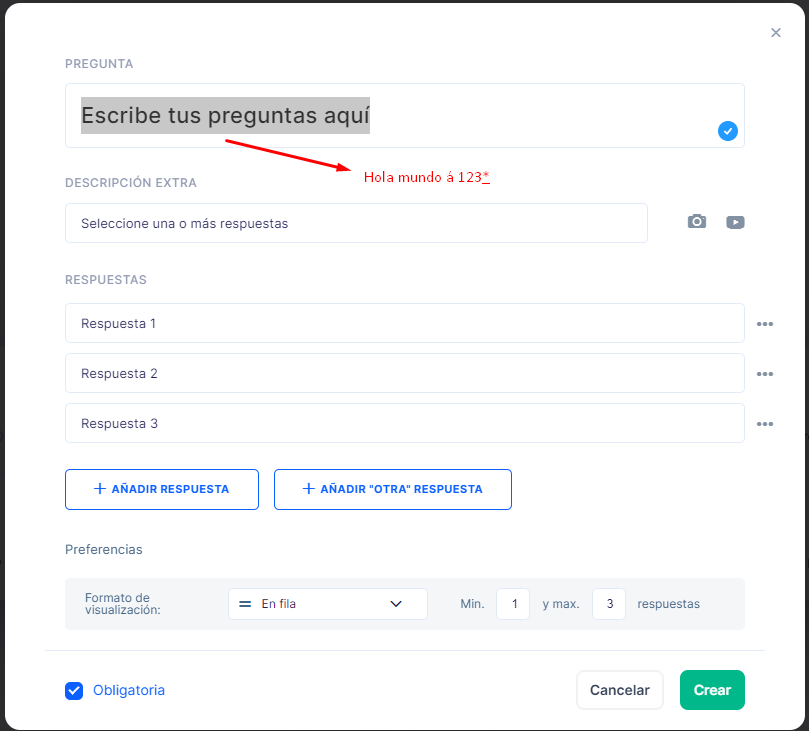 PREGUNTA
Escribe tus preguntas aquí
Hola mundo á 123*
DESCRIPCIÓN EXTRA
Seleccione una o más respuestas
RESPUESTAS
Respuesta 1
Respuesta 2
Respuesta 3
AÑADIR RESPUESTA
AÑADIR "OTRA" RESPUESTA
Preferencias
Formato de
visualización:
En fila
Min. 1 y max. 3 respuestas
Obligatoria
Cancelar
Crear